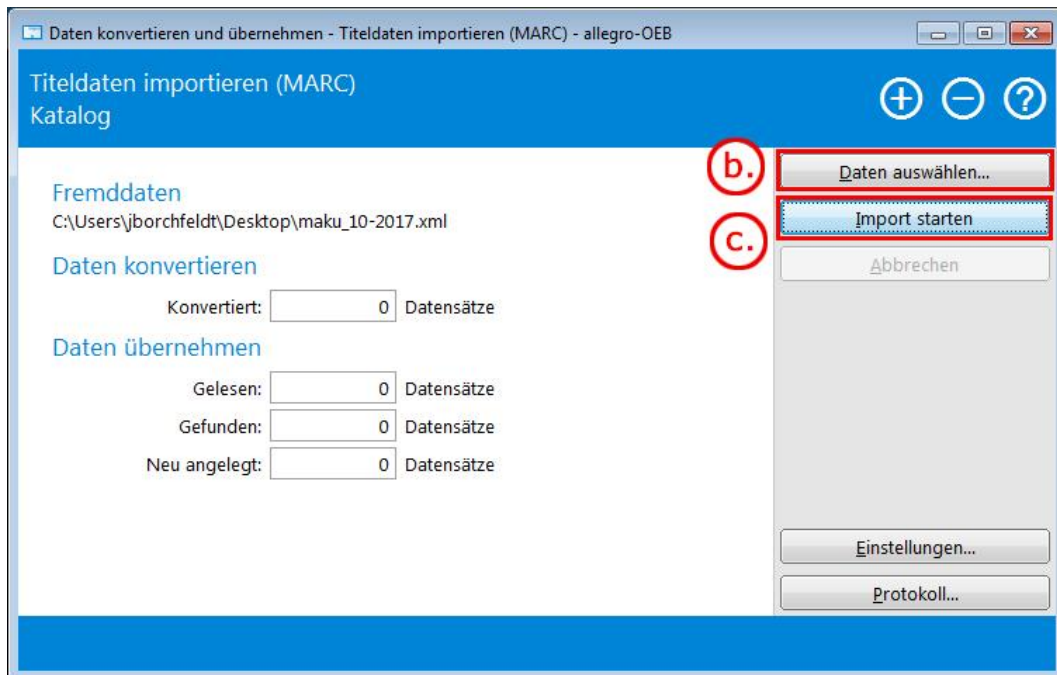 Daten konvertieren und übernehmen - Titeldaten importieren (MARC) - allegro-OEB
Titeldaten importieren (MARC)
Katalog
b.
Daten auswählen...
Fremddaten
C:\Users\jborchfeldt\Desktop\maku_10-2017.xml
c.
Import starten
Daten konvertieren
Abbrechen
Konvertiert: 0 Datensätze
Daten übernehmen
Gelesen: 0 Datensätze
Gefunden: 0 Datensätze
Neu angelegt: 0 Datensätze
Einstellungen...
Protokoll...